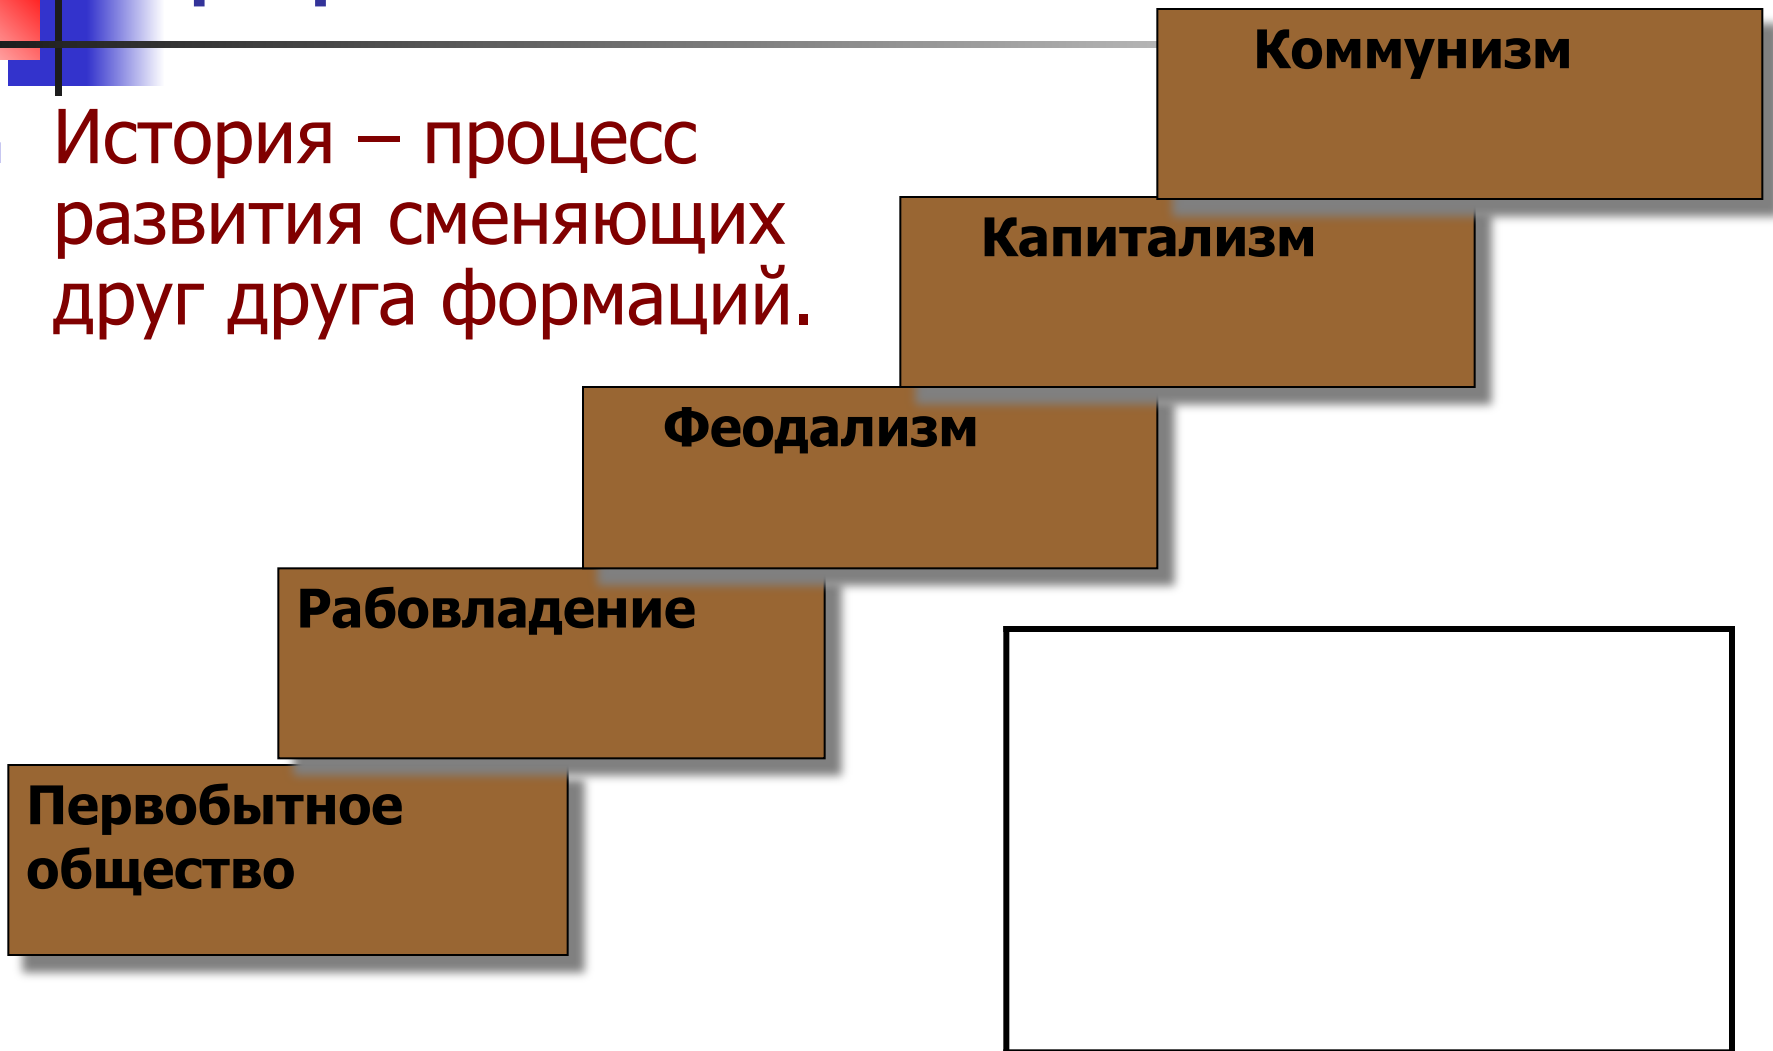 История – процесс
развития сменяющих
друг друга формаций.
Коммунизм
Капитализм
Феодализм
Рабовладение
Первобытное
общество